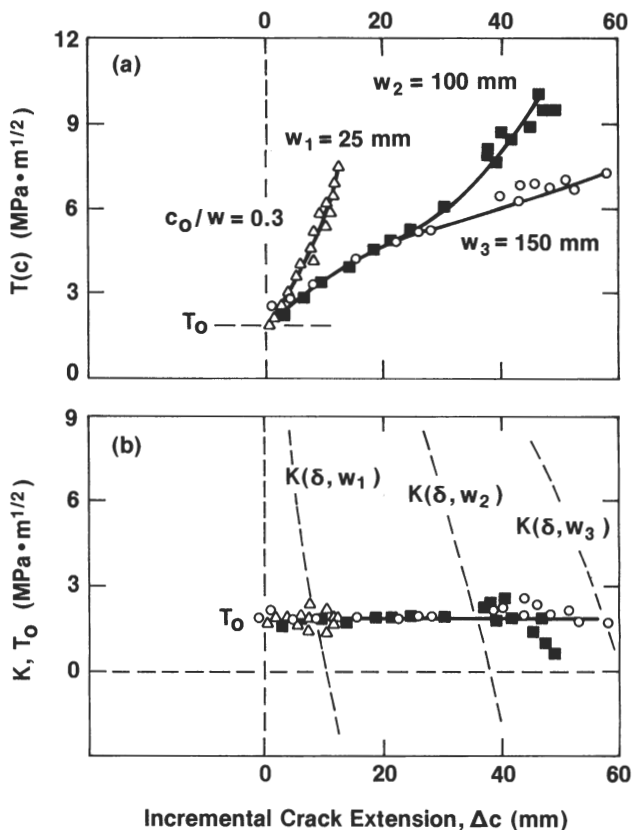 0 20 40 60
12
9
6
3
0
T(c) (MPa•m^1/2)
(a)
w₂ = 100 mm
w₁ = 25 mm
c₀/w = 0.3
w₃ = 150 mm
T₀
9
6
3
0
K, T₀ (MPa•m^1/2)
(b)
K(δ, w₁)
K(δ, w₂)
K(δ, w₃)
T₀
0 20 40 60
Incremental Crack Extension, Δc (mm)